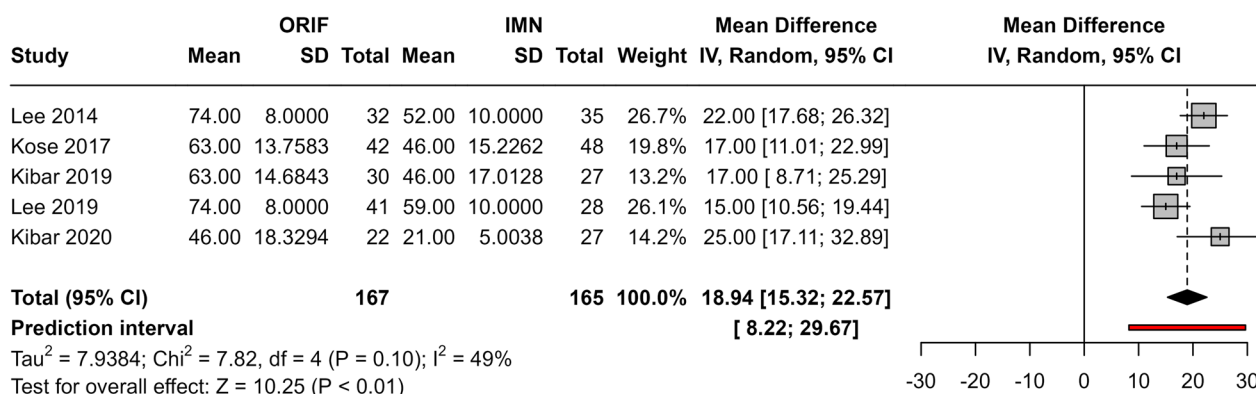 ORIF IMN Mean Difference Mean Difference
Study Mean SD Total Mean SD Total Weight IV, Random, 95% CI IV, Random, 95% CI
Lee 2014 74.00 8.0000 32 52.00 10.0000 35 26.7% 22.00 [17.68; 26.32]
Kose 2017 63.00 13.7583 42 46.00 15.2262 48 19.8% 17.00 [11.01; 22.99]
Kibar 2019 63.00 14.6843 30 46.00 17.0128 27 13.2% 17.00 [ 8.71; 25.29]
Lee 2019 74.00 8.0000 41 59.00 10.0000 28 26.1% 15.00 [10.56; 19.44]
Kibar 2020 46.00 18.3294 22 21.00 5.0038 27 14.2% 25.00 [17.11; 32.89]
Total (95% CI) 167 165 100.0% 18.94 [15.32; 22.57]
Prediction interval [ 8.22; 29.67]
Tau² = 7.9384; Chi² = 7.82, df = 4 (P = 0.10); I² = 49%
Test for overall effect: Z = 10.25 (P < 0.01)
-30 -20 -10 0 10 20 30